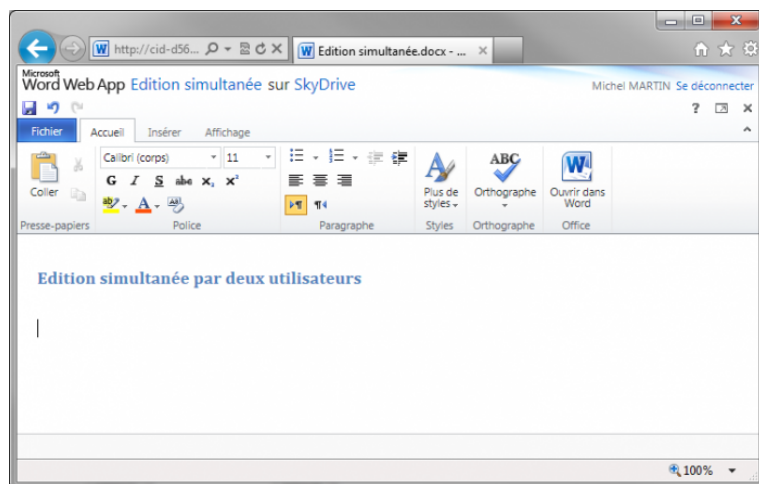 http://cid-d56...
Edition simultanée.docx - ...
Microsoft
Word Web App Edition simultanée sur SkyDrive
Michel MARTIN Se déconnecter
Fichier Accueil Insérer Affichage
Calibri (corps) 11
G I S abc x₂ x²
Coller
Plus de styles
ABC
Orthographe
Ouvrir dans Word
Presse-papiers Police Paragraphe Styles Orthographe Office
Edition simultanée par deux utilisateurs
100%